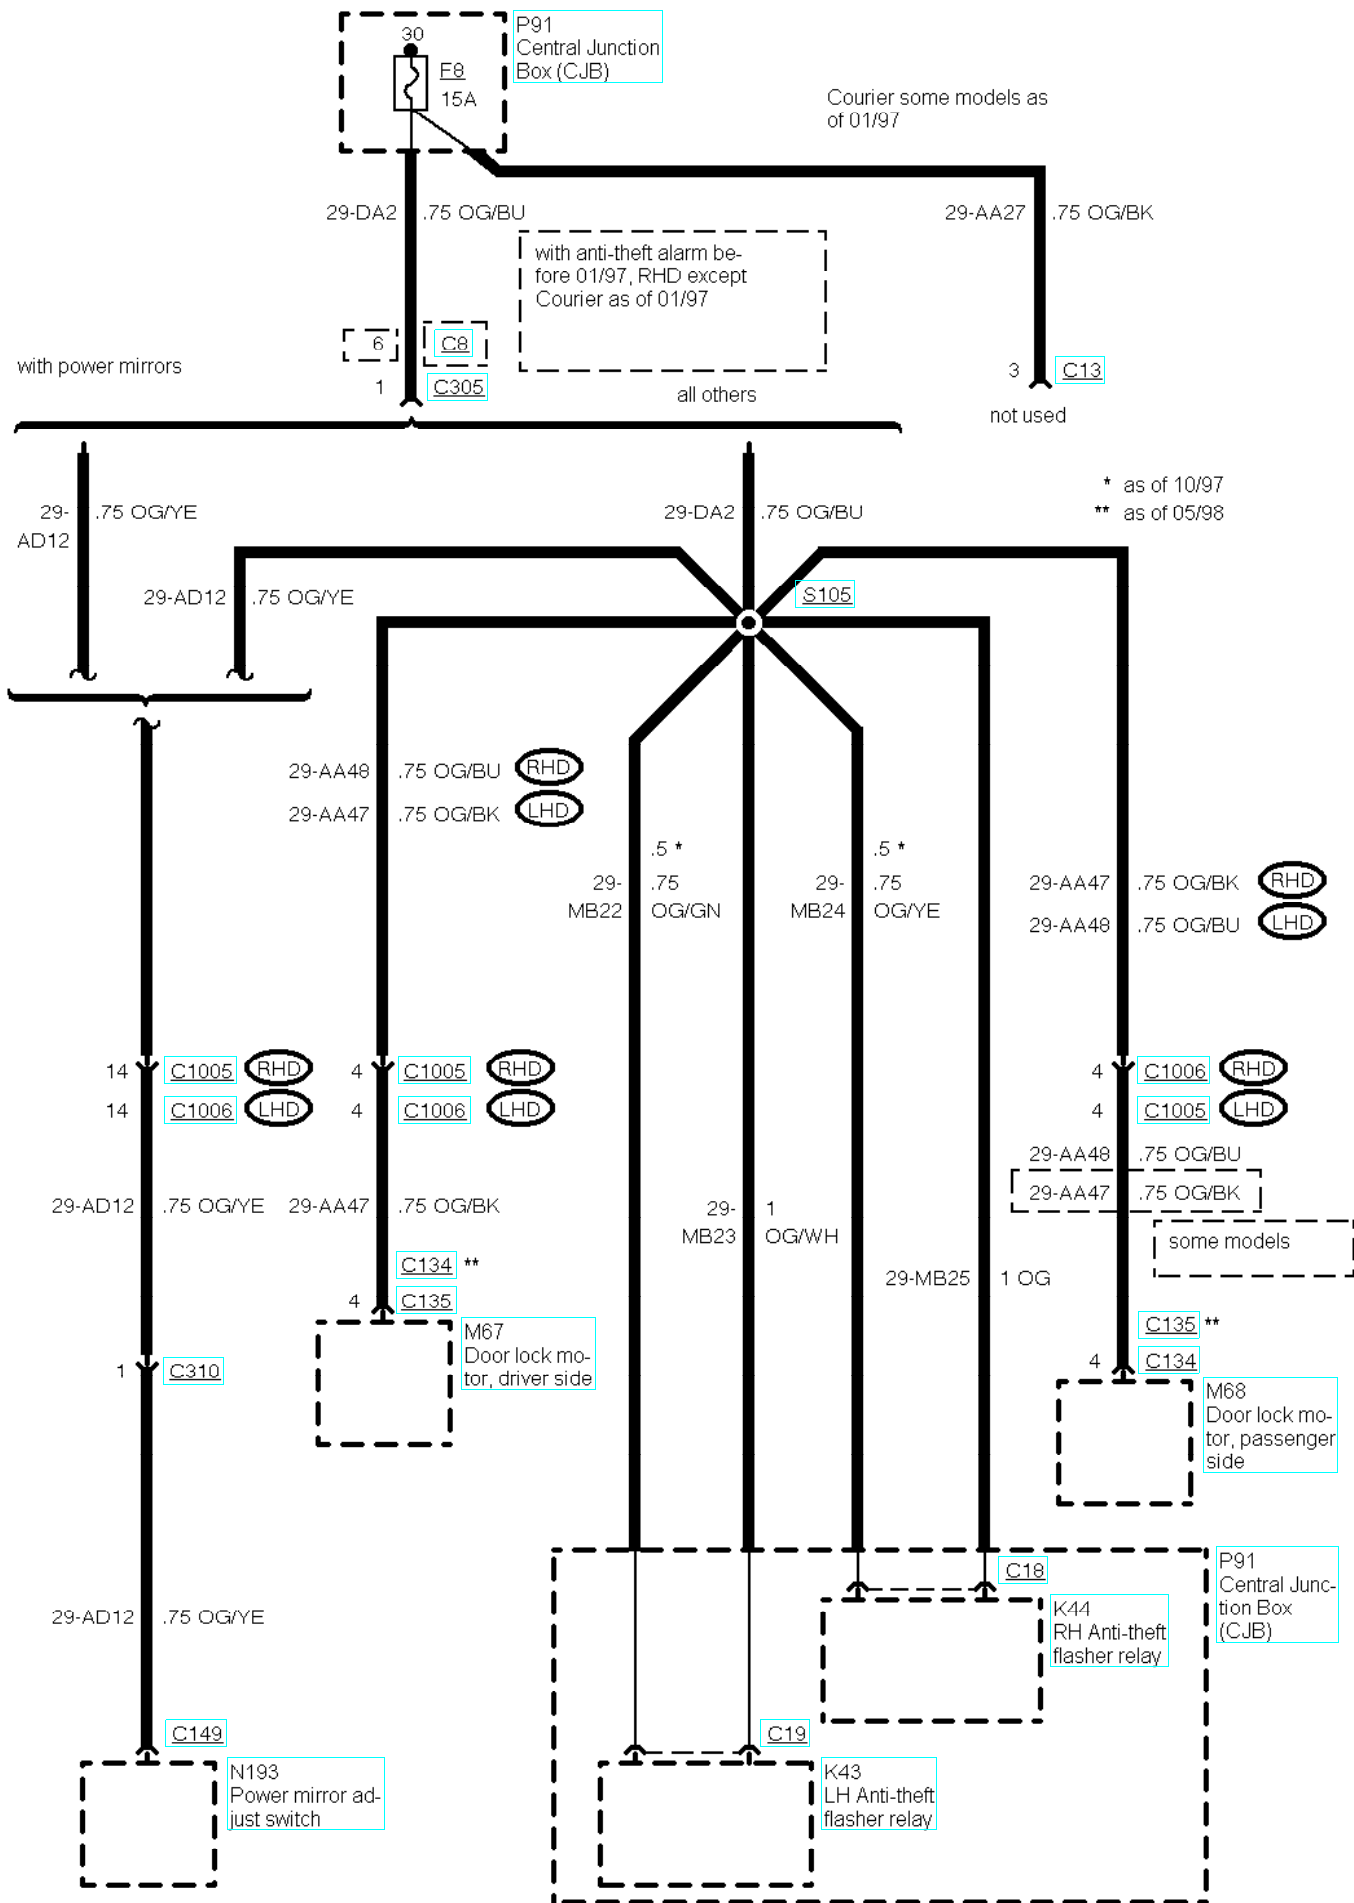 30
F8
15A
P91
Central Junction
Box (CJB)
Courier some models as
of 01/97
29-DA2
.75 OG/BU
29-AA27
.75 OG/BK
with anti-theft alarm be-
fore 01/97, RHD except
Courier as of 01/97
6
C8
1
C305
with power mirrors
all others
3
C13
not used
* as of 10/97
** as of 05/98
29-
AD12
.75 OG/YE
29-DA2
.75 OG/BU
29-AD12
.75 OG/YE
S105
29-AA48
.75 OG/BU
RHD
29-AA47
.75 OG/BK
LHD
.5 *
29-
MB22
.75
OG/GN
.5 *
29-
MB24
.75
OG/YE
29-AA47
.75 OG/BK
RHD
29-AA48
.75 OG/BU
LHD
14
C1005
RHD
14
C1006
LHD
4
C1005
RHD
4
C1006
LHD
4
C1006
RHD
4
C1005
LHD
29-AA48
.75 OG/BU
29-AA47
.75 OG/BK
some models
29-AD12
.75 OG/YE
29-AA47
.75 OG/BK
29-
MB23
1
OG/WH
29-MB25
1 OG
C134 **
4
C135
M67
Door lock mo-
tor, driver side
C135 **
4
C134
M68
Door lock mo-
tor, passenger
side
1
C310
P91
Central Junc-
tion Box
(CJB)
C18
K44
RH Anti-theft
flasher relay
29-AD12
.75 OG/YE
C149
N193
Power mirror ad-
just switch
C19
K43
LH Anti-theft
flasher relay